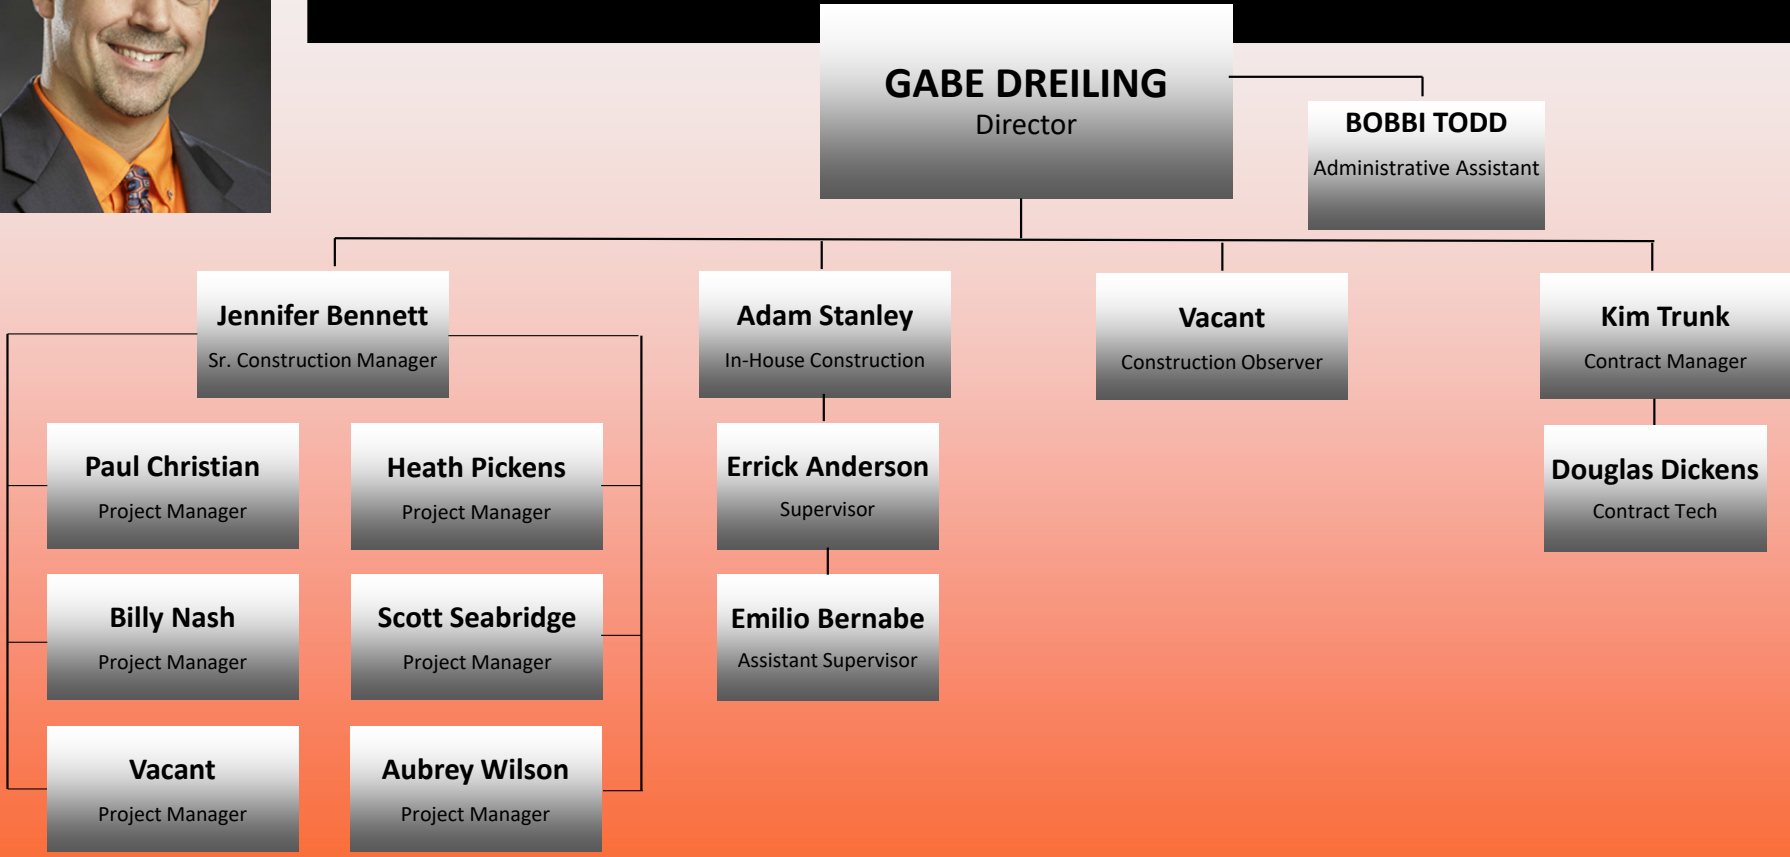 GABE DREILING
Director
BOBBI TODD
Administrative Assistant
Jennifer Bennett
Sr. Construction Manager
Adam Stanley
In-House Construction
Vacant
Construction Observer
Kim Trunk
Contract Manager
Paul Christian
Project Manager
Heath Pickens
Project Manager
Errick Anderson
Supervisor
Douglas Dickens
Contract Tech
Billy Nash
Project Manager
Scott Seabridge
Project Manager
Emilio Bernabe
Assistant Supervisor
Vacant
Project Manager
Aubrey Wilson
Project Manager